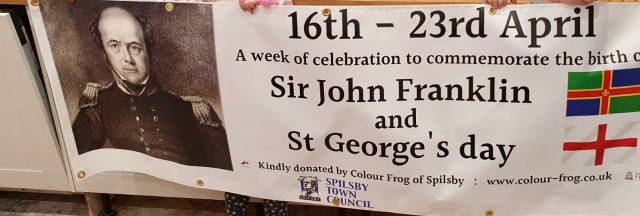 16th - 23rd April
A week of celebration to commemorate the birth o
Sir John Franklin
and
St George's day
Kindly donated by Colour Frog of Spilsby : www.colour-frog.co.uk
SPILSBY
TOWN
COUNCIL